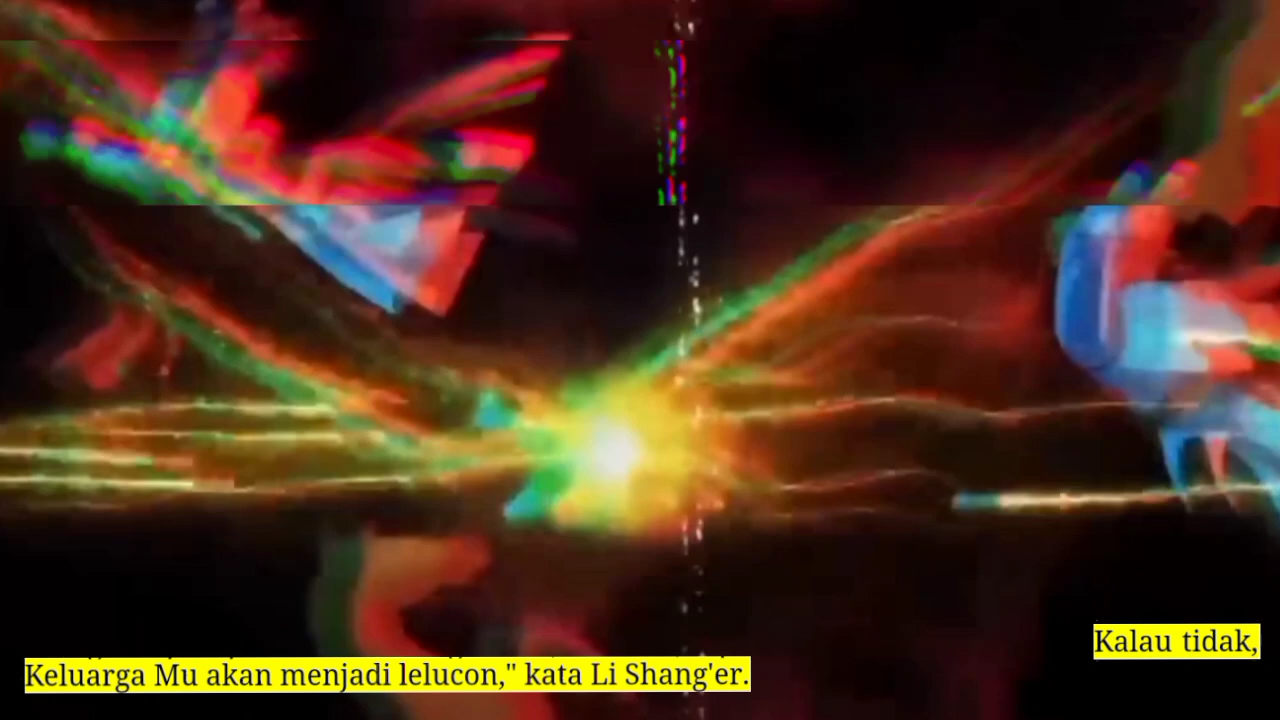 Kalau tidak,
Keluarga Mu akan menjadi lelucon," kata Li Shang'er.